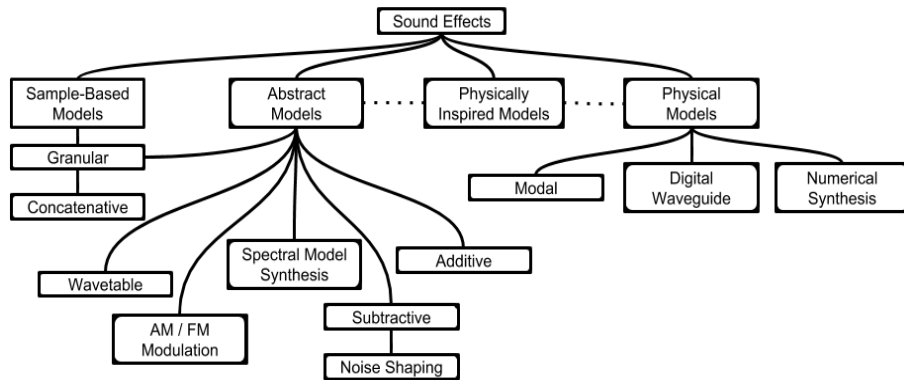 Sound Effects
Sample-Based
Models
Abstract
Models
Physically
Inspired Models
Physical
Models
Granular
Concatenative
Modal
Digital
Waveguide
Numerical
Synthesis
Wavetable
AM / FM
Modulation
Spectral Model
Synthesis
Additive
Subtractive
Noise Shaping